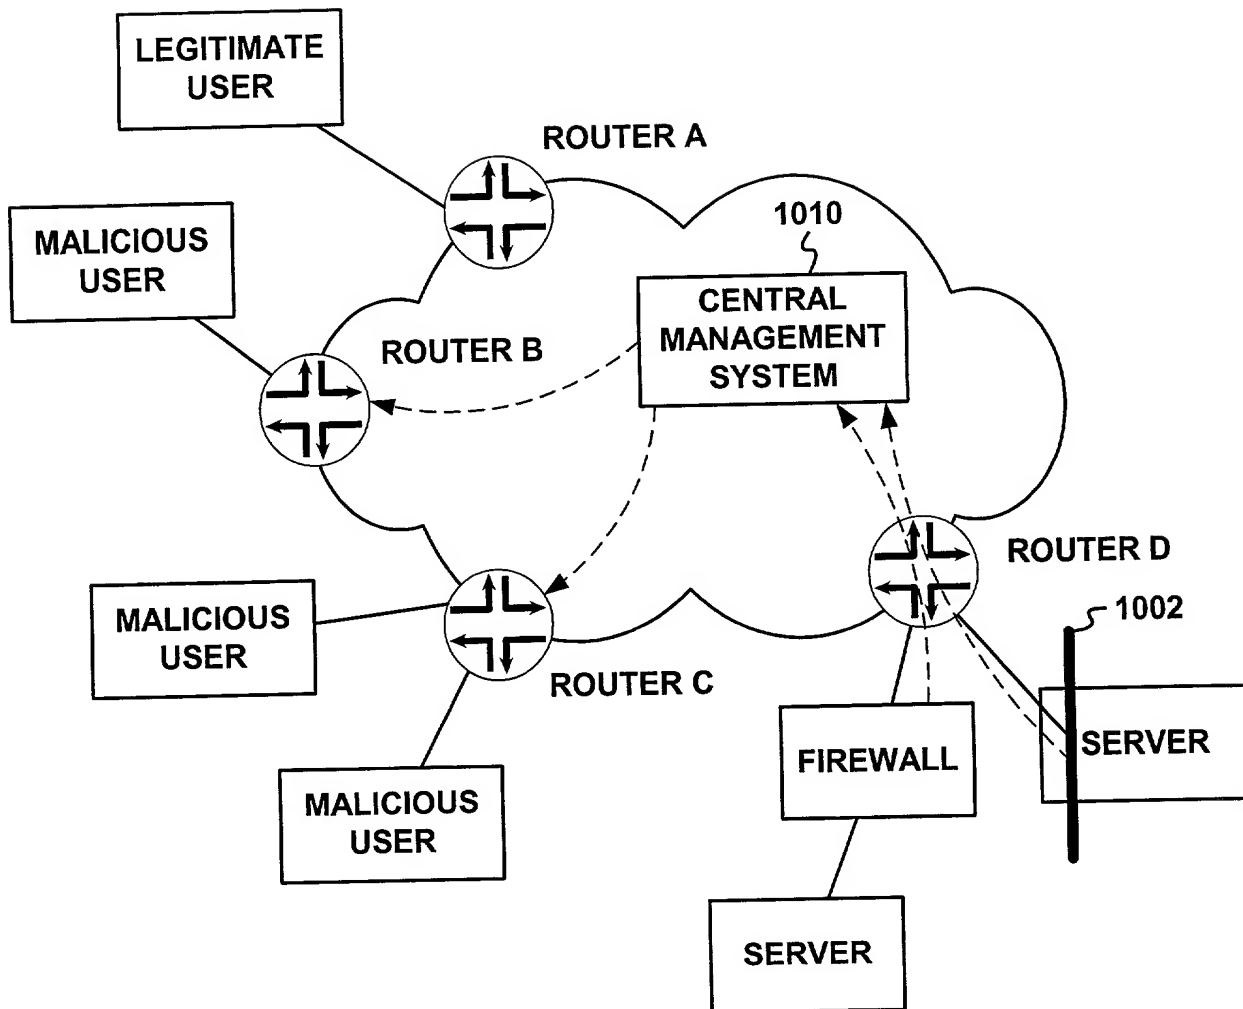 LEGITIMATE
USER
ROUTER A
MALICIOUS
USER
1010
CENTRAL
MANAGEMENT
SYSTEM
ROUTER B
ROUTER D
1002
MALICIOUS
USER
ROUTER C
FIREWALL
SERVER
MALICIOUS
USER
SERVER